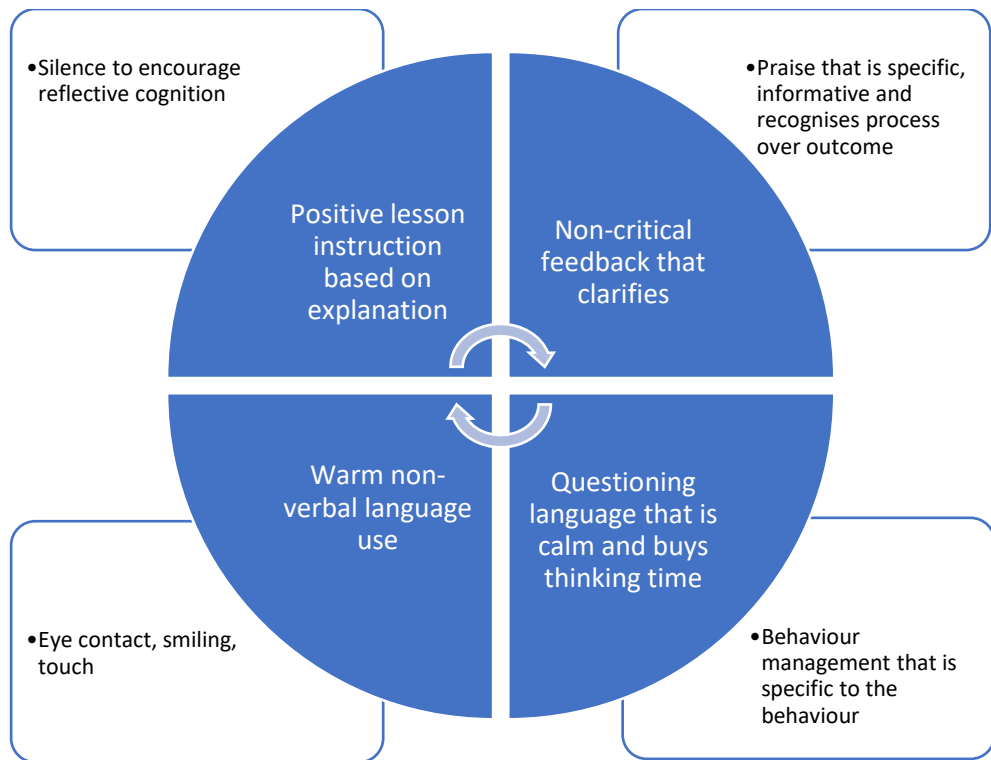 •Silence to encourage
reflective cognition
•Praise that is specific,
informative and
recognises process
over outcome
Positive lesson
instruction
based on
explanation
Non-critical
feedback that
clarifies
Warm non-
verbal language
use
Questioning
language that is
calm and buys
thinking time
•Eye contact, smiling,
touch
•Behaviour
management that is
specific to the
behaviour